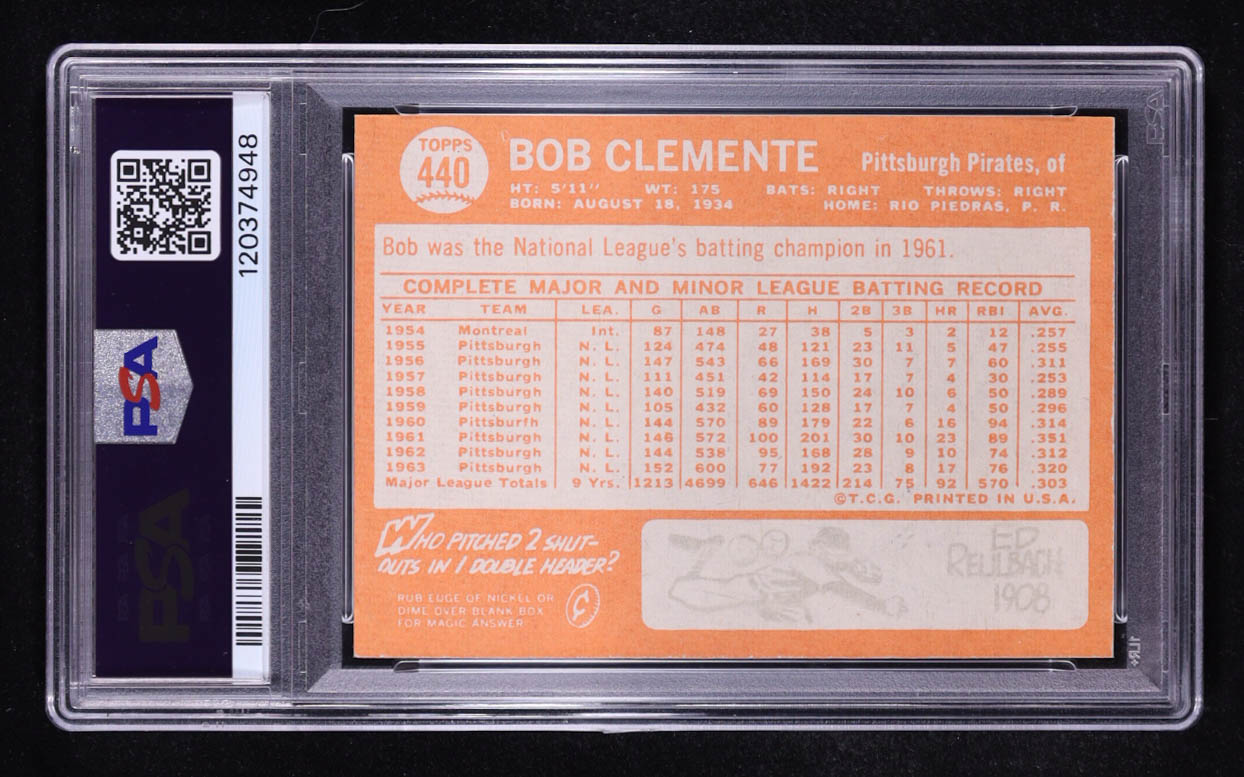 120374948
PSA
PSA
TOPPS
440
BOB CLEMENTE
Pittsburgh Pirates, of
HT: 5'11" WT: 175 BATS: RIGHT THROWS: RIGHT
BORN: AUGUST 18, 1934 HOME: RIO PIEDRAS, P. R.
Bob was the National League's batting champion in 1961.
COMPLETE MAJOR AND MINOR LEAGUE BATTING RECORD
YEAR TEAM LEA. G AB R H 2B 3B HR RBI AVG.
1954 Montreal Int. 87 148 27 38 5 3 2 12 .257
1955 Pittsburgh N. L. 124 474 48 121 23 11 5 47 .255
1956 Pittsburgh N. L. 147 543 66 169 30 7 7 60 .311
1957 Pittsburgh N. L. 111 451 42 114 17 7 4 30 .253
1958 Pittsburgh N. L. 140 519 69 150 24 10 6 50 .289
1959 Pittsburgh N. L. 105 432 60 128 17 7 4 50 .296
1960 Pittsburfh N. L. 144 570 89 179 22 6 16 94 .314
1961 Pittsburgh N. L. 146 572 100 201 30 10 23 89 .351
1962 Pittsburgh N. L. 144 538 95 168 28 9 10 74 .312
1963 Pittsburgh N. L. 152 600 77 192 23 8 17 76 .320
Major League Totals 9 Yrs. 1213 4699 646 1422 214 75 92 570 .303
©T.C.G. PRINTED IN U.S.A.
WHO PITCHED 2 SHUT-
OUTS IN 1 DOUBLE HEADER?
RUB EDGE OF NICKEL OR
DIME OVER BLANK BOX
FOR MAGIC ANSWER
ED
REULBACH
1908
PSA
1LR+